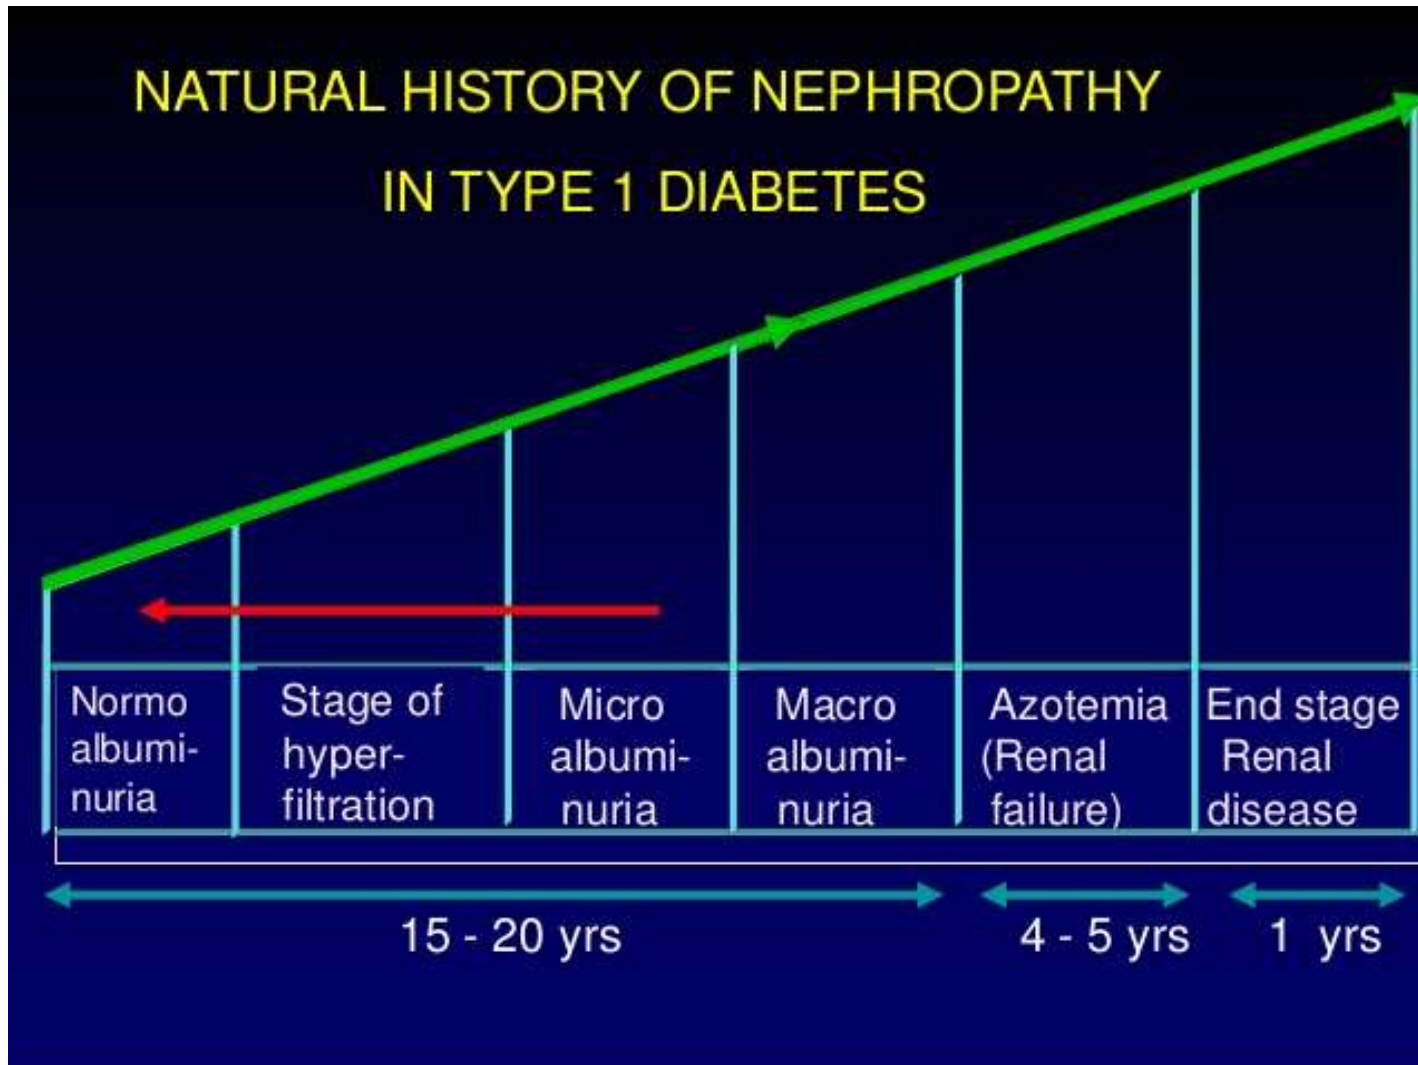 NATURAL HISTORY OF NEPHROPATHY
IN TYPE 1 DIABETES
Normo
albumi-
nuria
Stage of
hyper-
filtration
Micro
albumi-
nuria
Macro
albumi-
nuria
Azotemia
(Renal
failure)
End stage
Renal
disease
15 - 20 yrs
4 - 5 yrs
1 yrs